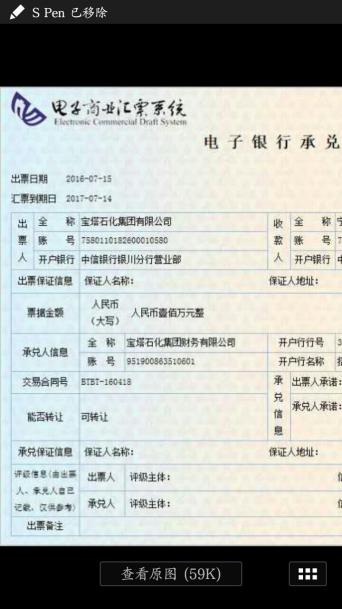 S Pen 已移除
电子商业汇票系统
Electronic Commercial Draft System
电子银行承兑
出票日期 2016-07-15
汇票到期日 2017-07-14
出票人 全称 宝塔石化集团有限公司 收款人 全称
账号 7580110182600010580 账号 7
开户银行 中信银行银川分行营业部 开户银行
出票保证信息 保证人名称: 保证人地址:
票据金额 人民币(大写) 人民币壹佰万元整
承兑人信息 全称 宝塔石化集团财务有限公司 开户行行号 3
账号 951900863510601 开户行名称
交易合同号 BTBT-160418 承兑信息 出票人承诺:
能否转让 可转让 承兑人承诺:
承兑保证信息 保证人名称: 保证人地址:
评级信息(由出票人、承兑人自己记载,仅供参考) 出票人 评级主体:
承兑人 评级主体:
出票备注
查看原图 (59K)